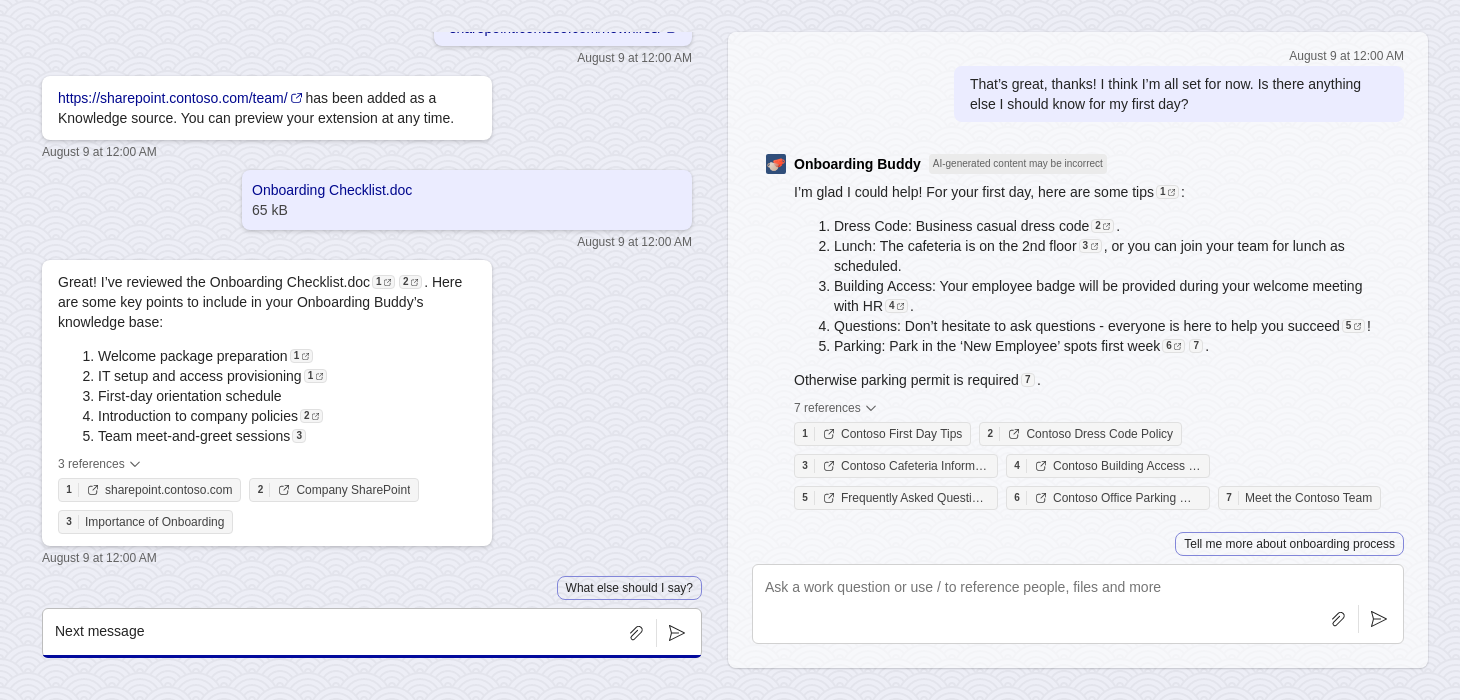 August 9 at 12:00 AM
https://sharepoint.contoso.com/team/ has been added as a
Knowledge source. You can preview your extension at any time.
August 9 at 12:00 AM
Onboarding Checklist.doc
65 kB
August 9 at 12:00 AM
Great! I’ve reviewed the Onboarding Checklist.doc 1 2 . Here
are some key points to include in your Onboarding Buddy’s
knowledge base:
1. Welcome package preparation 1
2. IT setup and access provisioning 1
3. First-day orientation schedule
4. Introduction to company policies 2
5. Team meet-and-greet sessions 3
3 references
1 sharepoint.contoso.com 2 Company SharePoint
3 Importance of Onboarding
August 9 at 12:00 AM
What else should I say?
Next message
August 9 at 12:00 AM
That’s great, thanks! I think I’m all set for now. Is there anything
else I should know for my first day?
Onboarding Buddy AI-generated content may be incorrect
I’m glad I could help! For your first day, here are some tips 1 :
1. Dress Code: Business casual dress code 2 .
2. Lunch: The cafeteria is on the 2nd floor 3 , or you can join your team for lunch as
scheduled.
3. Building Access: Your employee badge will be provided during your welcome meeting
with HR 4 .
4. Questions: Don’t hesitate to ask questions - everyone is here to help you succeed 5 !
5. Parking: Park in the ‘New Employee’ spots first week 6 7 .
Otherwise parking permit is required 7 .
7 references
1 Contoso First Day Tips 2 Contoso Dress Code Policy
3 Contoso Cafeteria Inform… 4 Contoso Building Access …
5 Frequently Asked Questi… 6 Contoso Office Parking … 7 Meet the Contoso Team
Tell me more about onboarding process
Ask a work question or use / to reference people, files and more